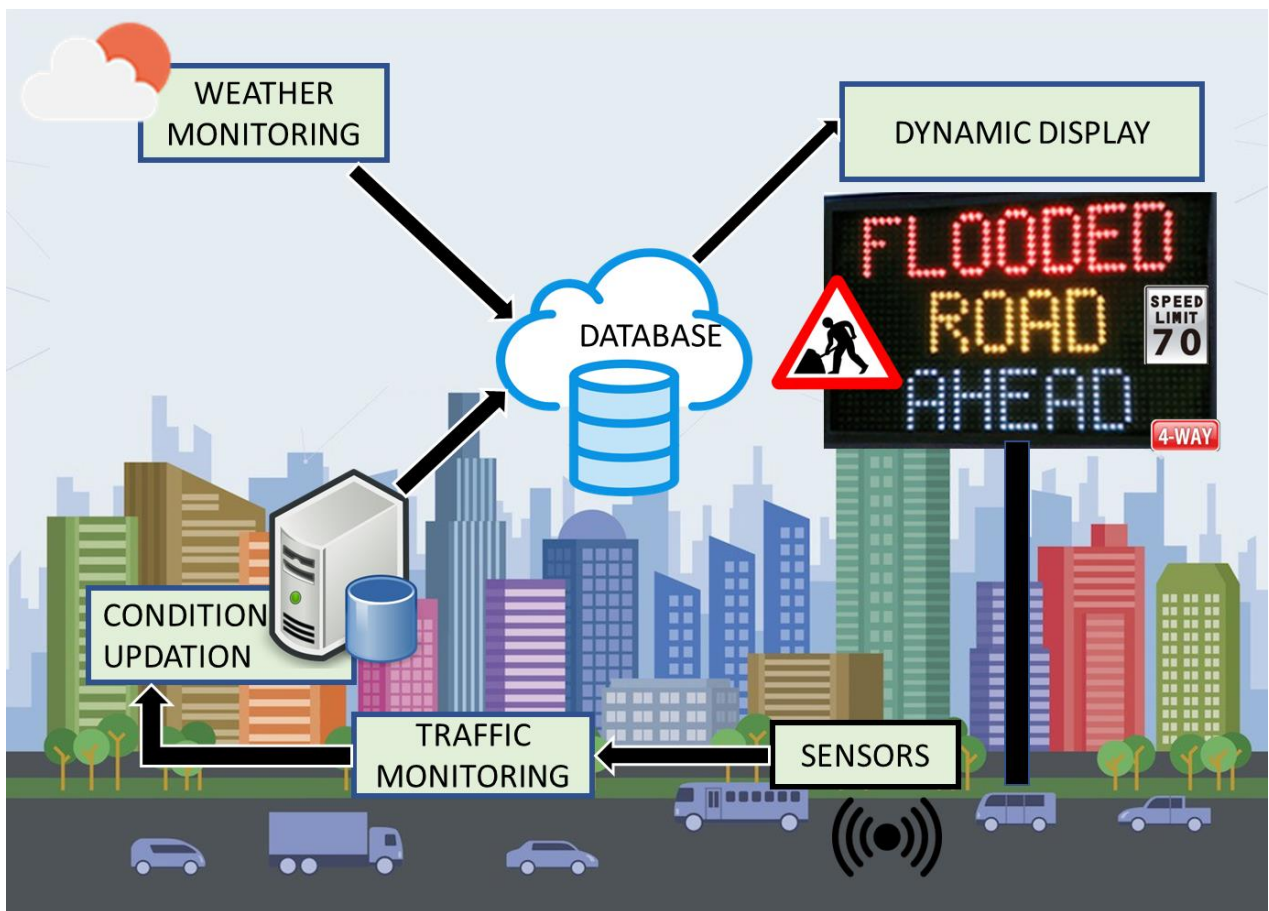 WEATHER
MONITORING
DYNAMIC DISPLAY
FLOODED
ROAD
AHEAD
SPEED
LIMIT
70
4-WAY
DATABASE
CONDITION
UPDATION
TRAFFIC
MONITORING
SENSORS